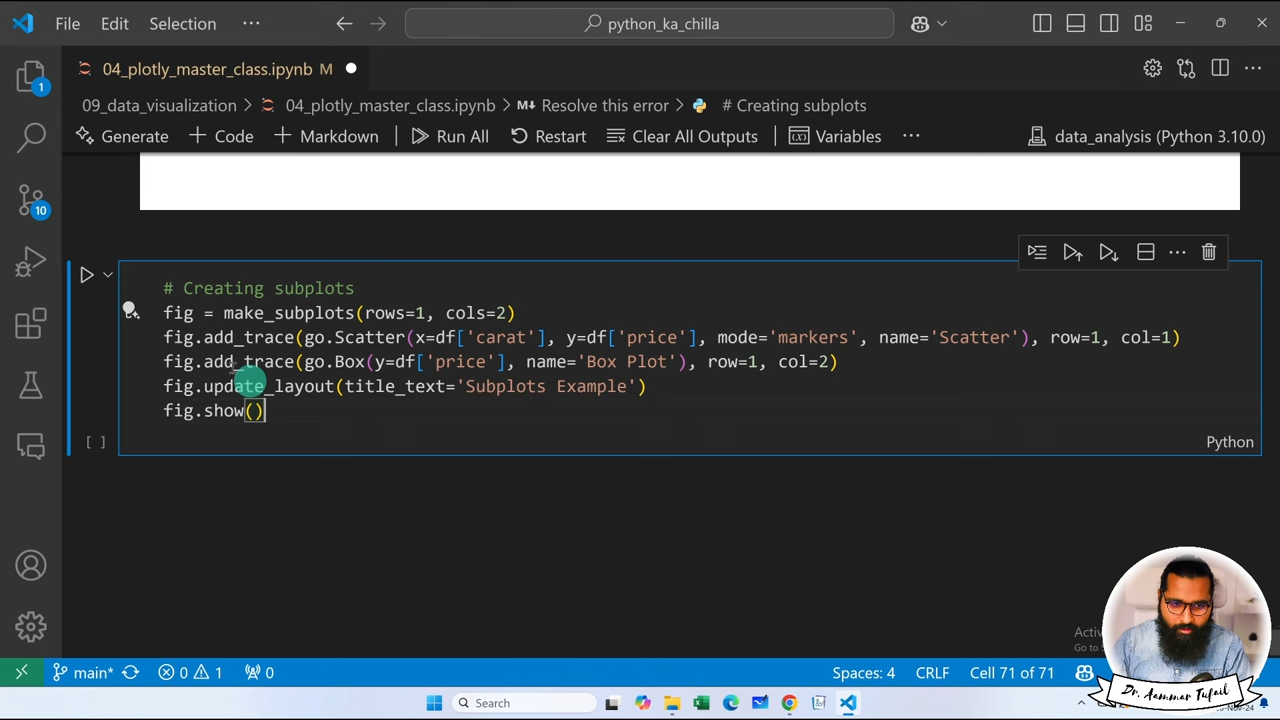 File Edit Selection ···
python_ka_chilla
04_plotly_master_class.ipynb M
09_data_visualization > 04_plotly_master_class.ipynb > M↓ Resolve this error > # Creating subplots
Generate + Code + Markdown Run All Restart Clear All Outputs Variables ··· data_analysis (Python 3.10.0)
1
10
# Creating subplots
fig = make_subplots(rows=1, cols=2)
fig.add_trace(go.Scatter(x=df['carat'], y=df['price'], mode='markers', name='Scatter'), row=1, col=1)
fig.add_trace(go.Box(y=df['price'], name='Box Plot'), row=1, col=2)
fig.update_layout(title_text='Subplots Example')
fig.show()
[ ]
Python
main* 0 1 0 Spaces: 4 CRLF Cell 71 of 71
Dr. Aammar Tufail
Search